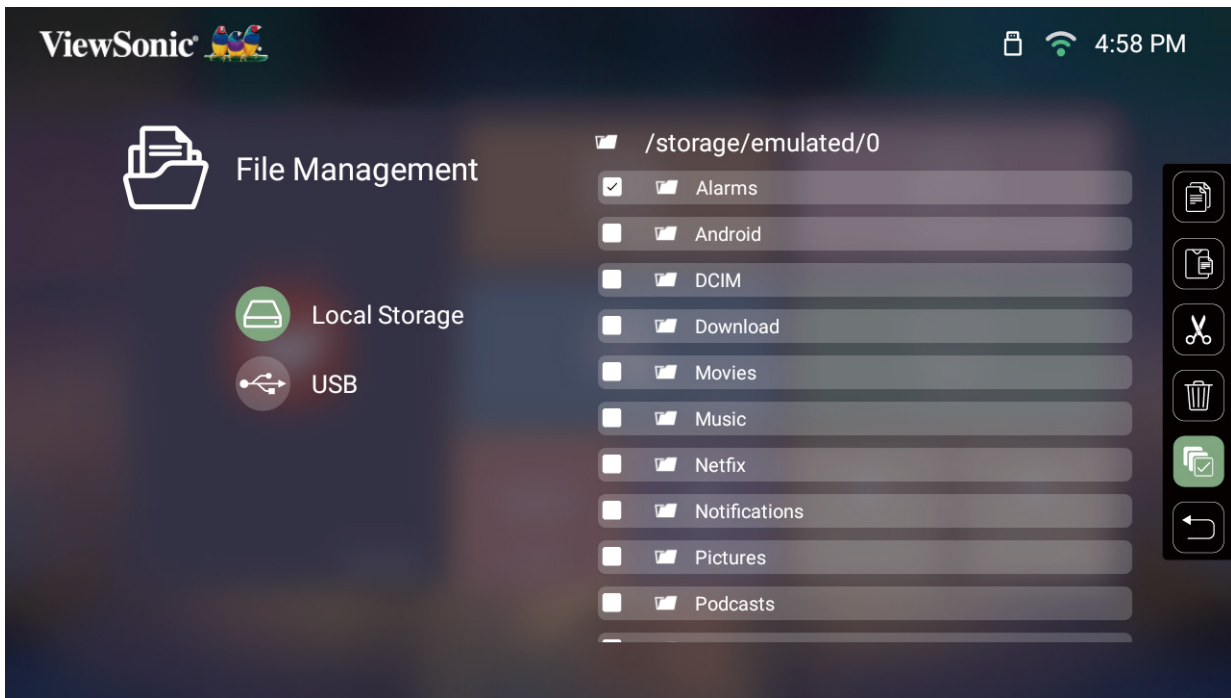 ViewSonic®
4:58 PM
File Management
Local Storage
USB
/storage/emulated/0
Alarms
Android
DCIM
Download
Movies
Music
Netfix
Notifications
Pictures
Podcasts